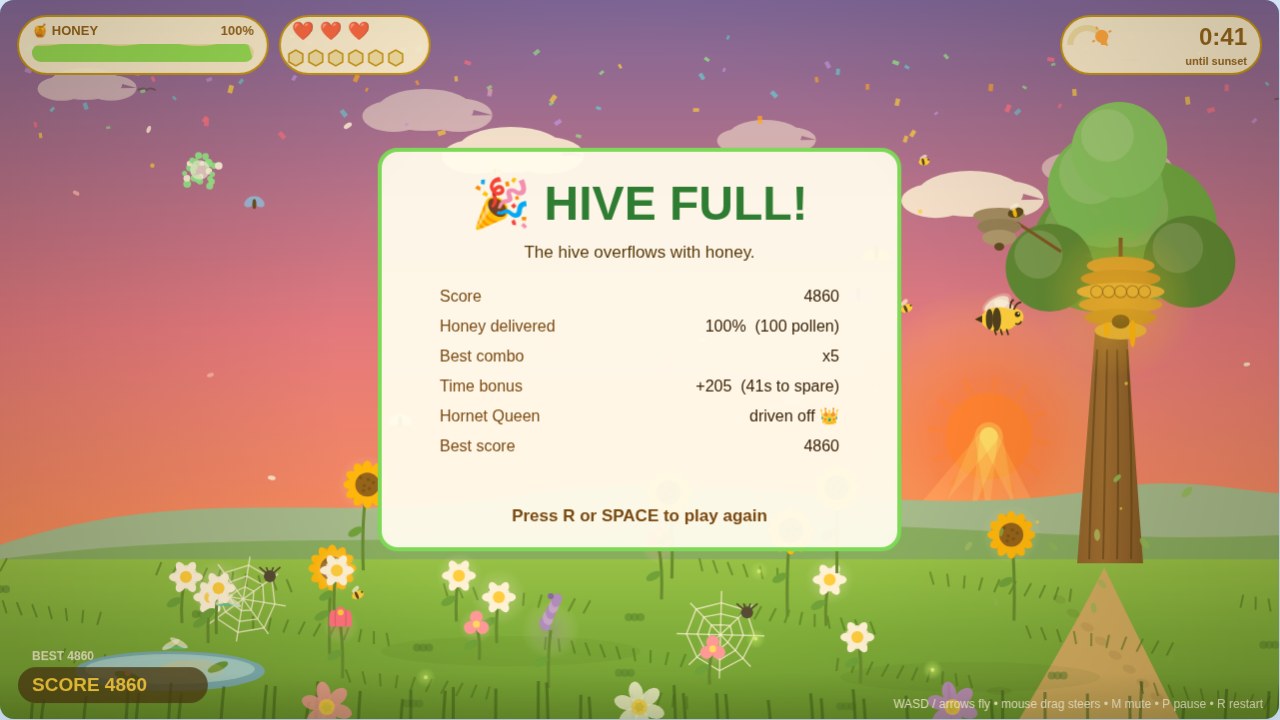 🍯 HONEY 100%
0:41
until sunset
🎉 HIVE FULL!
The hive overflows with honey.
Score 4860
Honey delivered 100% (100 pollen)
Best combo x5
Time bonus +205 (41s to spare)
Hornet Queen driven off 👑
Best score 4860
Press R or SPACE to play again
BEST 4860
SCORE 4860
WASD / arrows fly • mouse drag steers • M mute • P pause • R restart